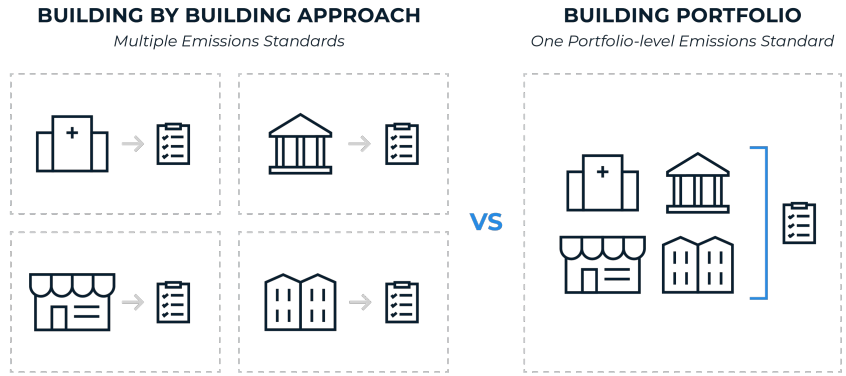 BUILDING BY BUILDING APPROACH
Multiple Emissions Standards
BUILDING PORTFOLIO
One Portfolio-level Emissions Standard
VS